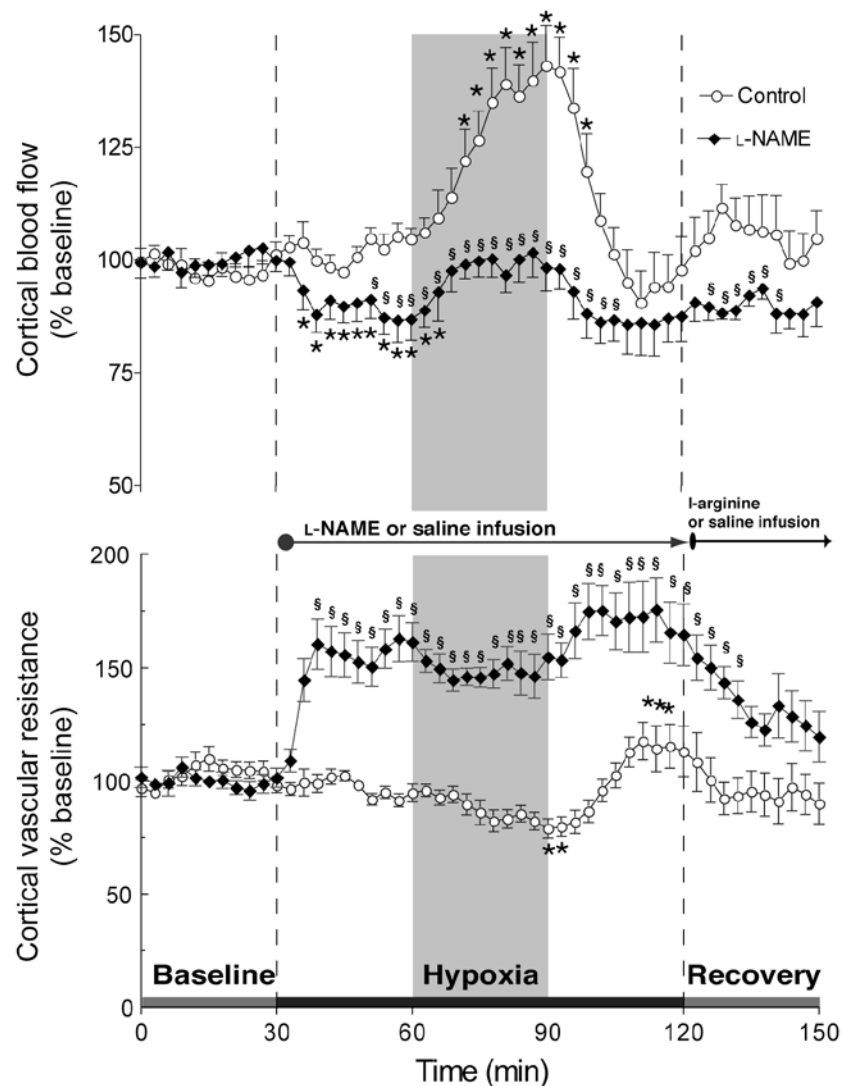 150
125
100
75
50
Cortical blood flow
(% baseline)
Control
L-NAME
L-NAME or saline infusion
l-arginine
or saline infusion
200
150
100
50
0
Cortical vascular resistance
(% baseline)
Baseline
Hypoxia
Recovery
0
30
60
90
120
150
Time (min)